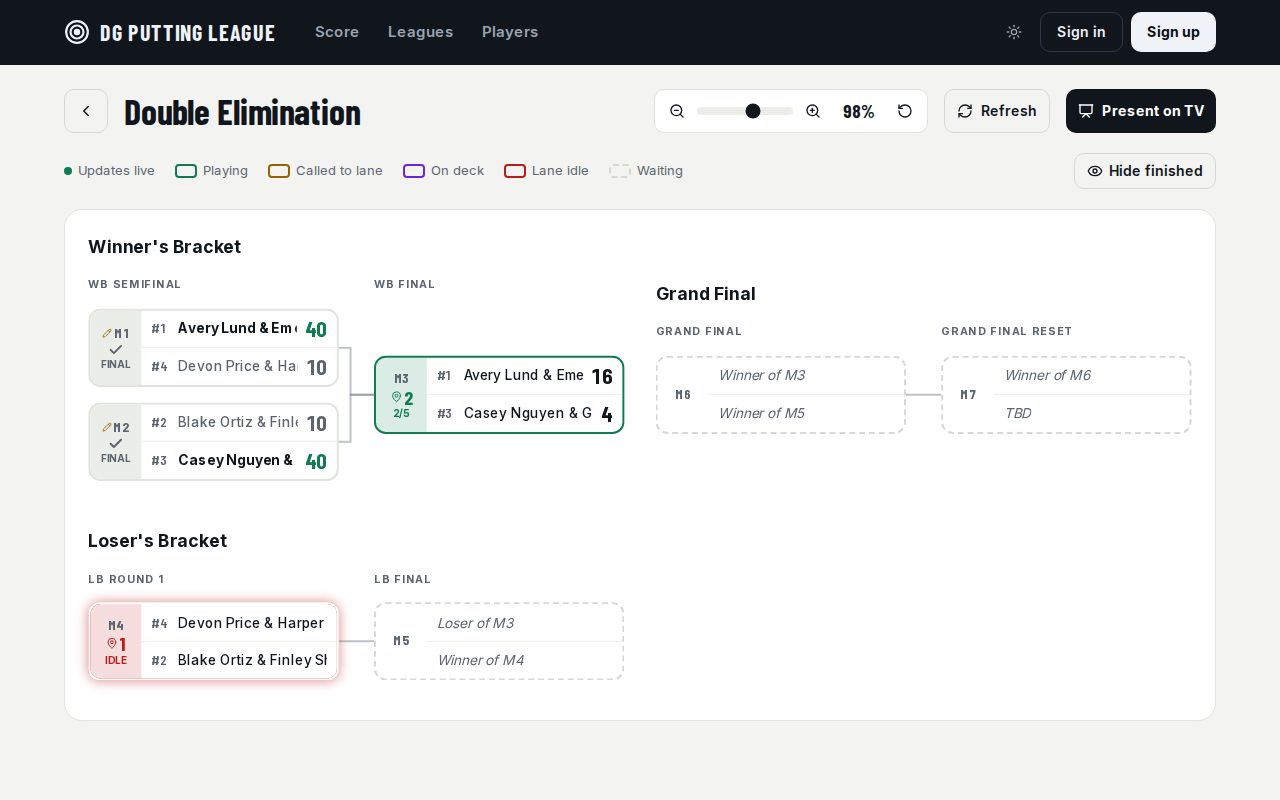 DG PUTTING LEAGUE Score Leagues Players Sign in Sign up
Double Elimination 98% Refresh Present on TV
Updates live Playing Called to lane On deck Lane idle Waiting Hide finished
Winner's Bracket
WB SEMIFINAL WB FINAL
Grand Final
GRAND FINAL GRAND FINAL RESET
M1 FINAL
#1 Avery Lund & Em 40
#4 Devon Price & Ha 10
M2 FINAL
#2 Blake Ortiz & Finl 10
#3 Casey Nguyen & 40
M3 2 2/5
#1 Avery Lund & Eme 16
#3 Casey Nguyen & G 4
M6
Winner of M3
Winner of M5
M7
Winner of M6
TBD
Loser's Bracket
LB ROUND 1 LB FINAL
M4 1 IDLE
#4 Devon Price & Harper
#2 Blake Ortiz & Finley Sh
M5
Loser of M3
Winner of M4